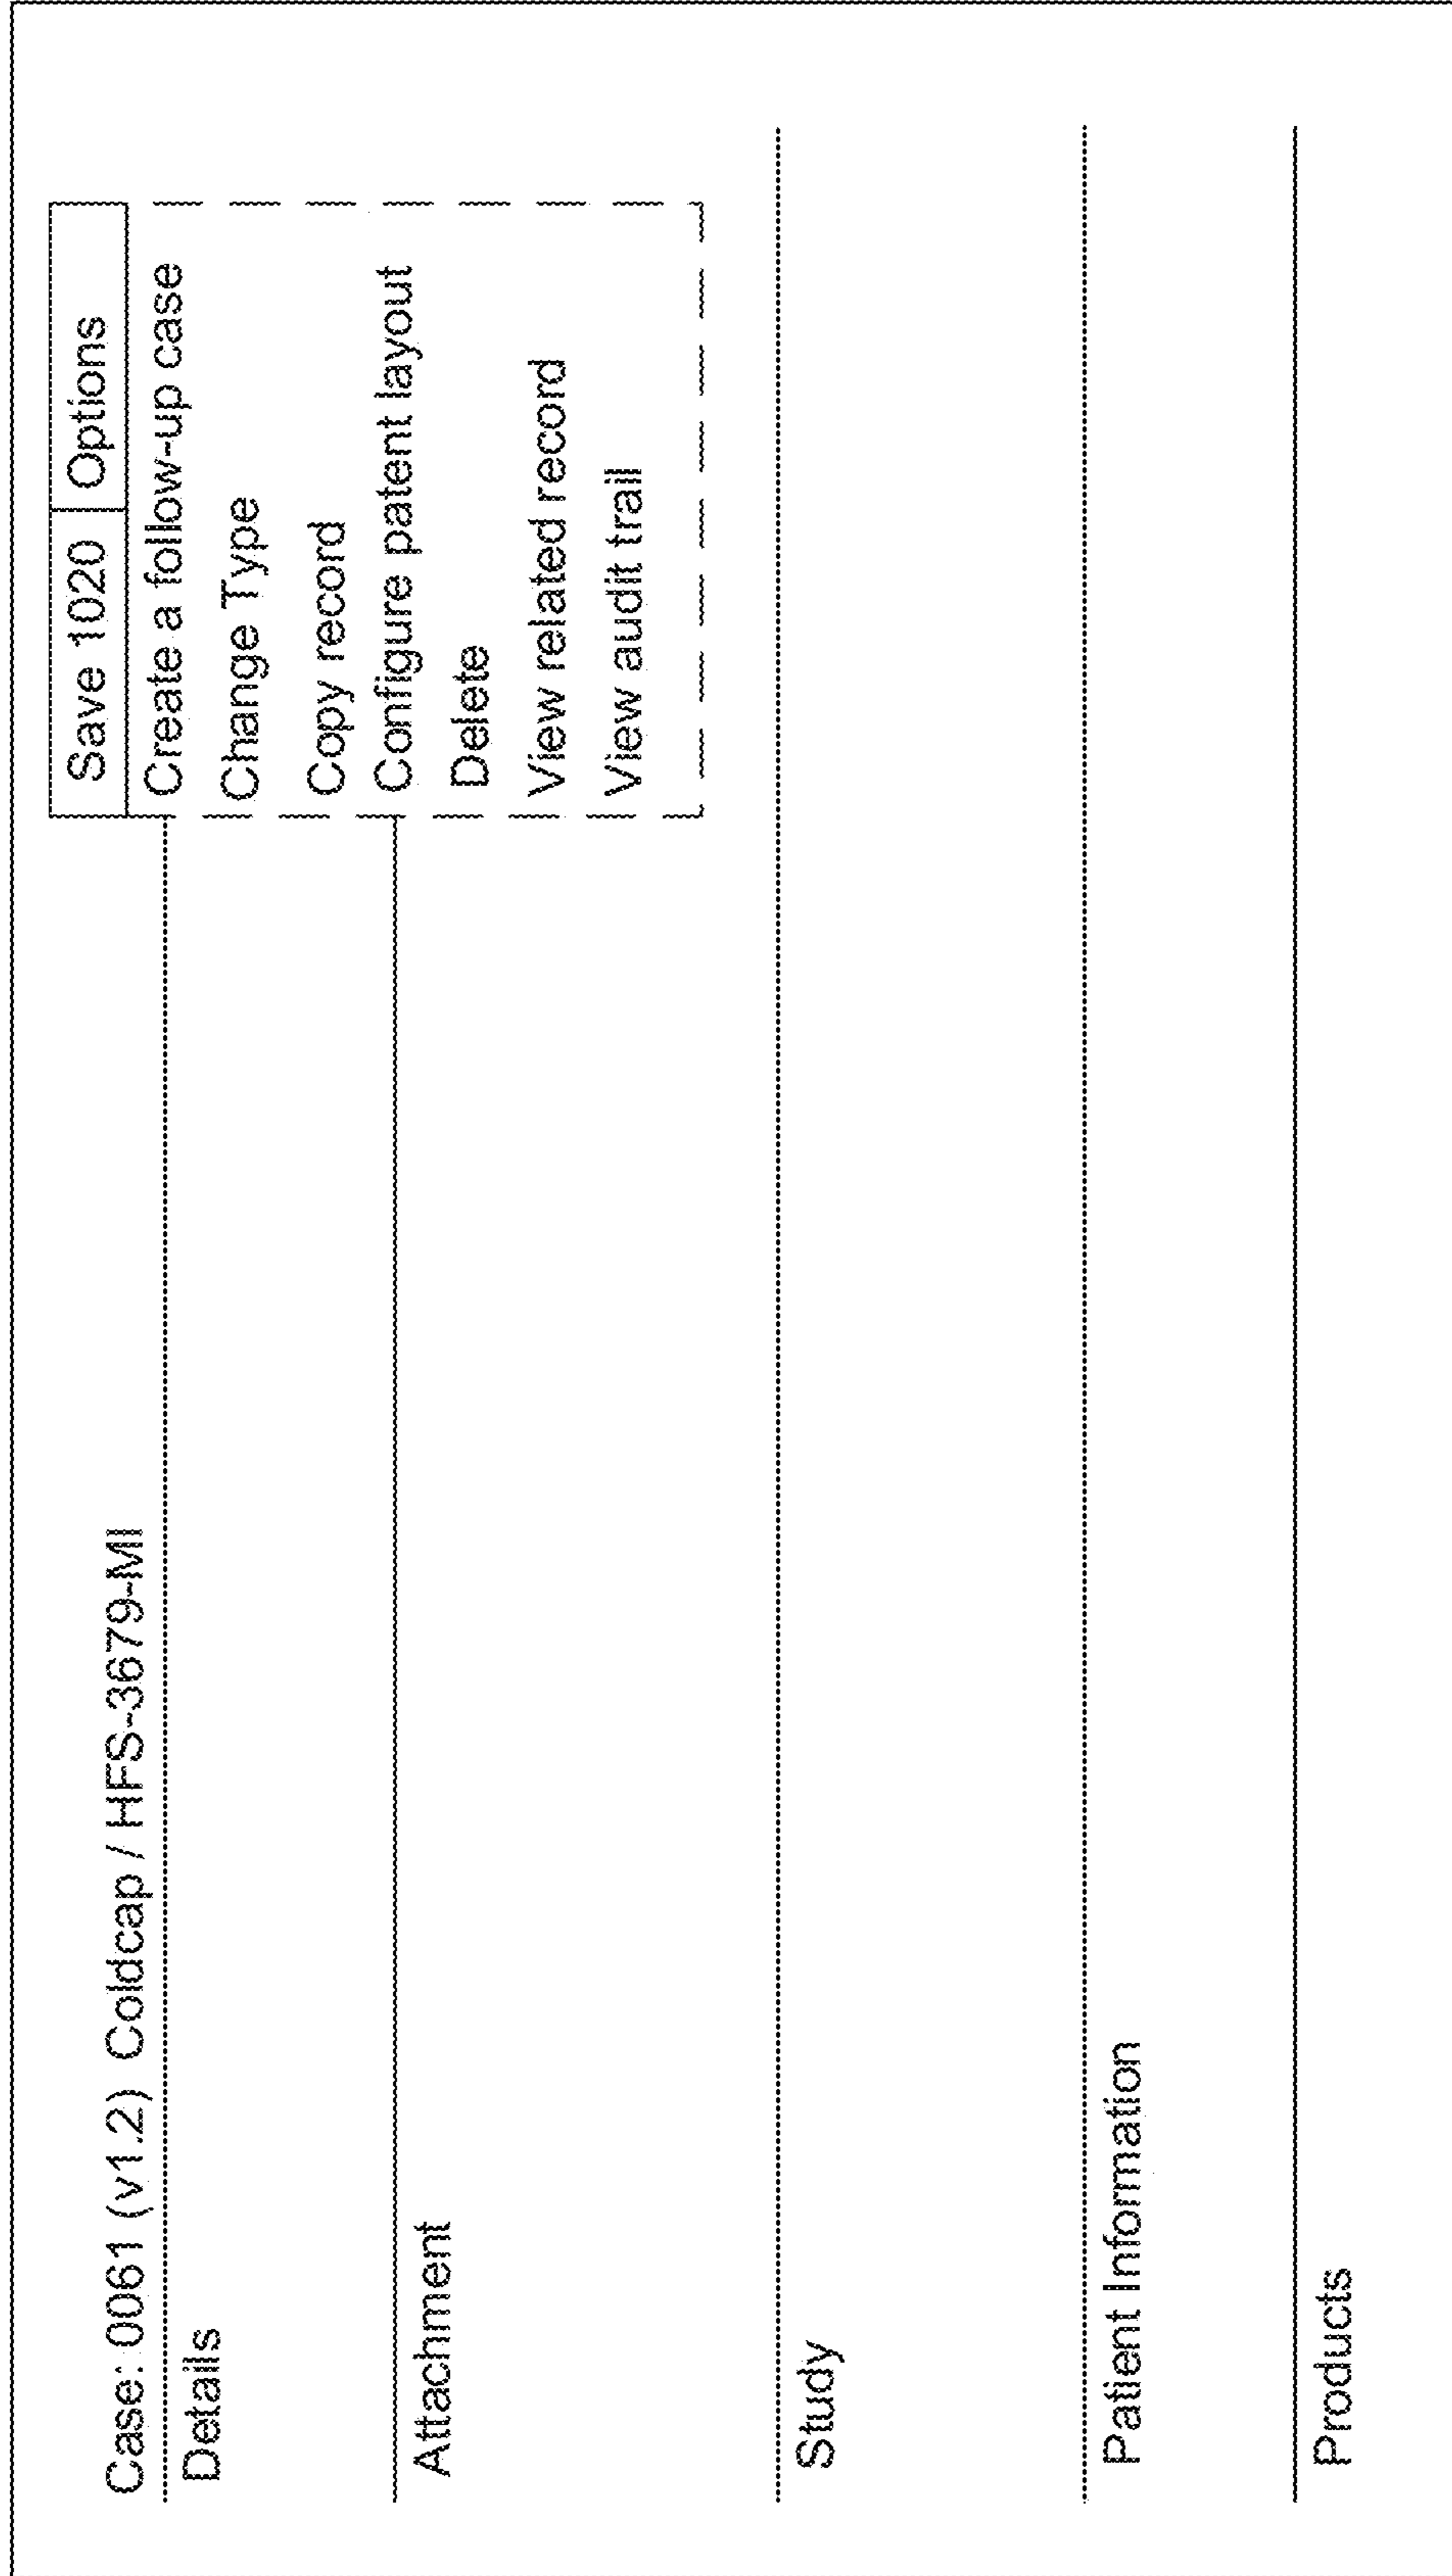 Save 1020 Options
Case: 0061 (v1.2) Coldcap / HFS-3679-MI
Create a follow-up case
Details
Change Type
Copy record
Configure patent layout
Attachment
Delete
View related record
View audit trail
Study
Patient Information
Products